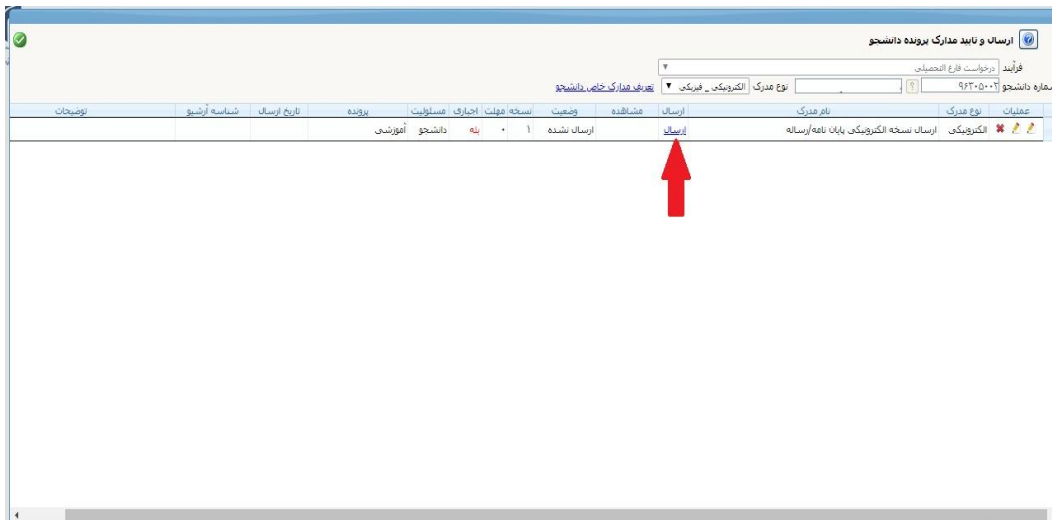 ارسال و تایید مدارک پرونده دانشجو
فرآیند درخواست فارغ التحصیلی
شماره دانشجو ۹۶۳۰۵۰۰۲ نوع مدرک الکترونیکی _ فیزیکی تعریف مدارک خاص دانشجو
عملیات نوع مدرک نام مدرک ارسال مشاهده وضعیت نسخه مهلت اجباری مسئولیت پرونده تاریخ ارسال شناسه آرشیو توضیحات
الکترونیکی ارسال نسخه الکترونیکی پایان نامه/رساله ارسال ارسال نشده ۱ ۰ بله دانشجو آموزشی